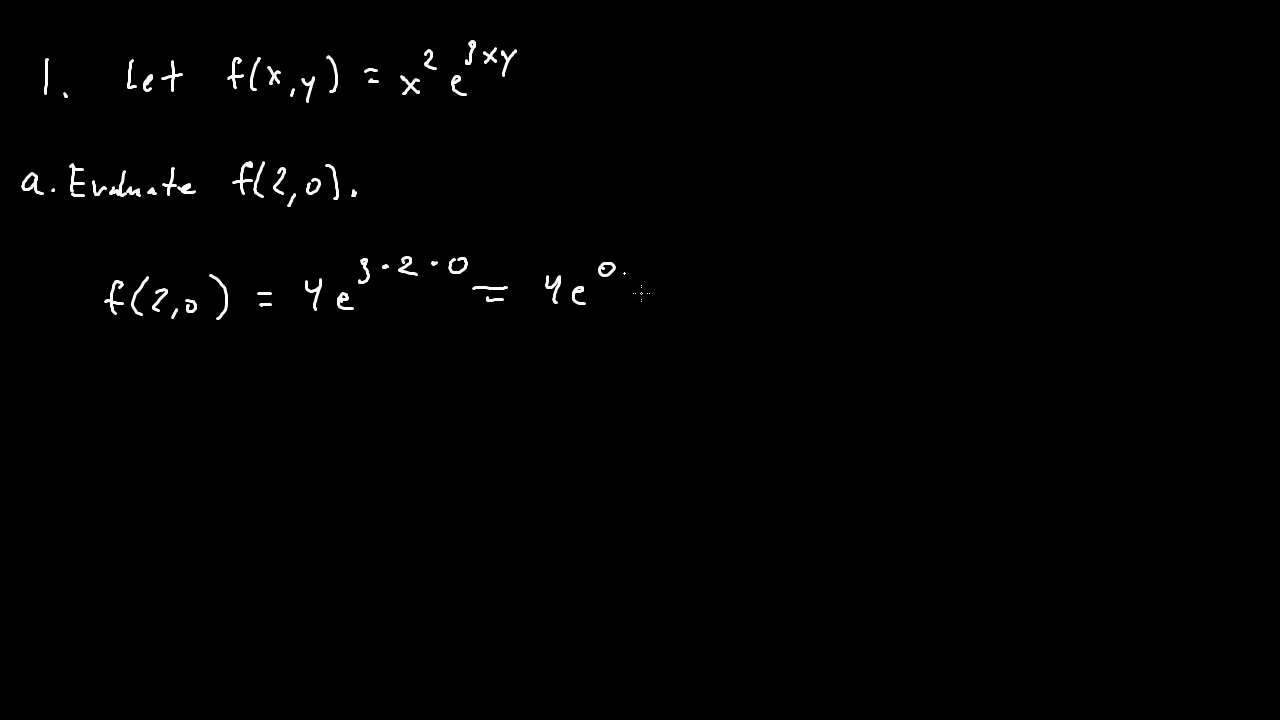 1. Let f(x,y) = x² e^{3xy}
a. Evaluate f(2,0).
f(2,0) = 4e^{3·2·0} = 4e^{0}